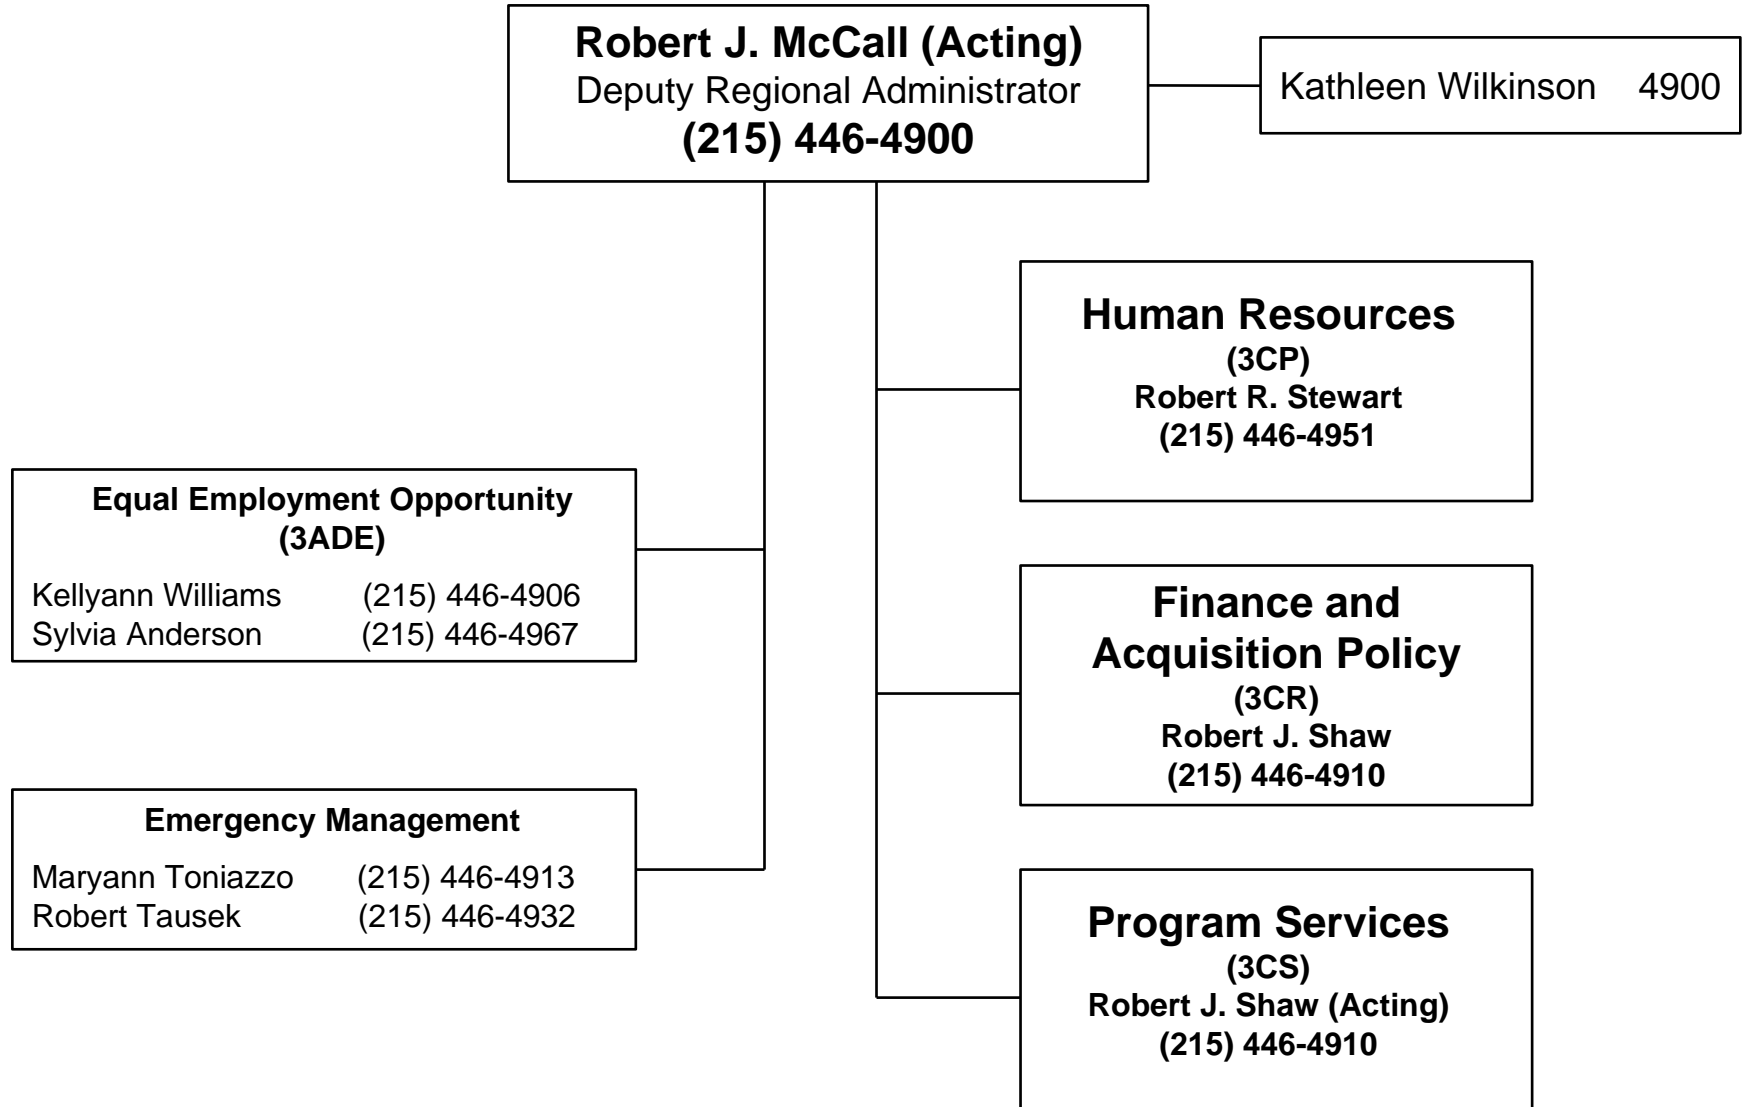 Robert J. McCall (Acting)
Deputy Regional Administrator
(215) 446-4900
Kathleen Wilkinson 4900
Human Resources
(3CP)
Robert R. Stewart
(215) 446-4951
Equal Employment Opportunity
(3ADE)
Kellyann Williams (215) 446-4906
Sylvia Anderson (215) 446-4967
Finance and
Acquisition Policy
(3CR)
Robert J. Shaw
(215) 446-4910
Emergency Management
Maryann Toniazzo (215) 446-4913
Robert Tausek (215) 446-4932
Program Services
(3CS)
Robert J. Shaw (Acting)
(215) 446-4910